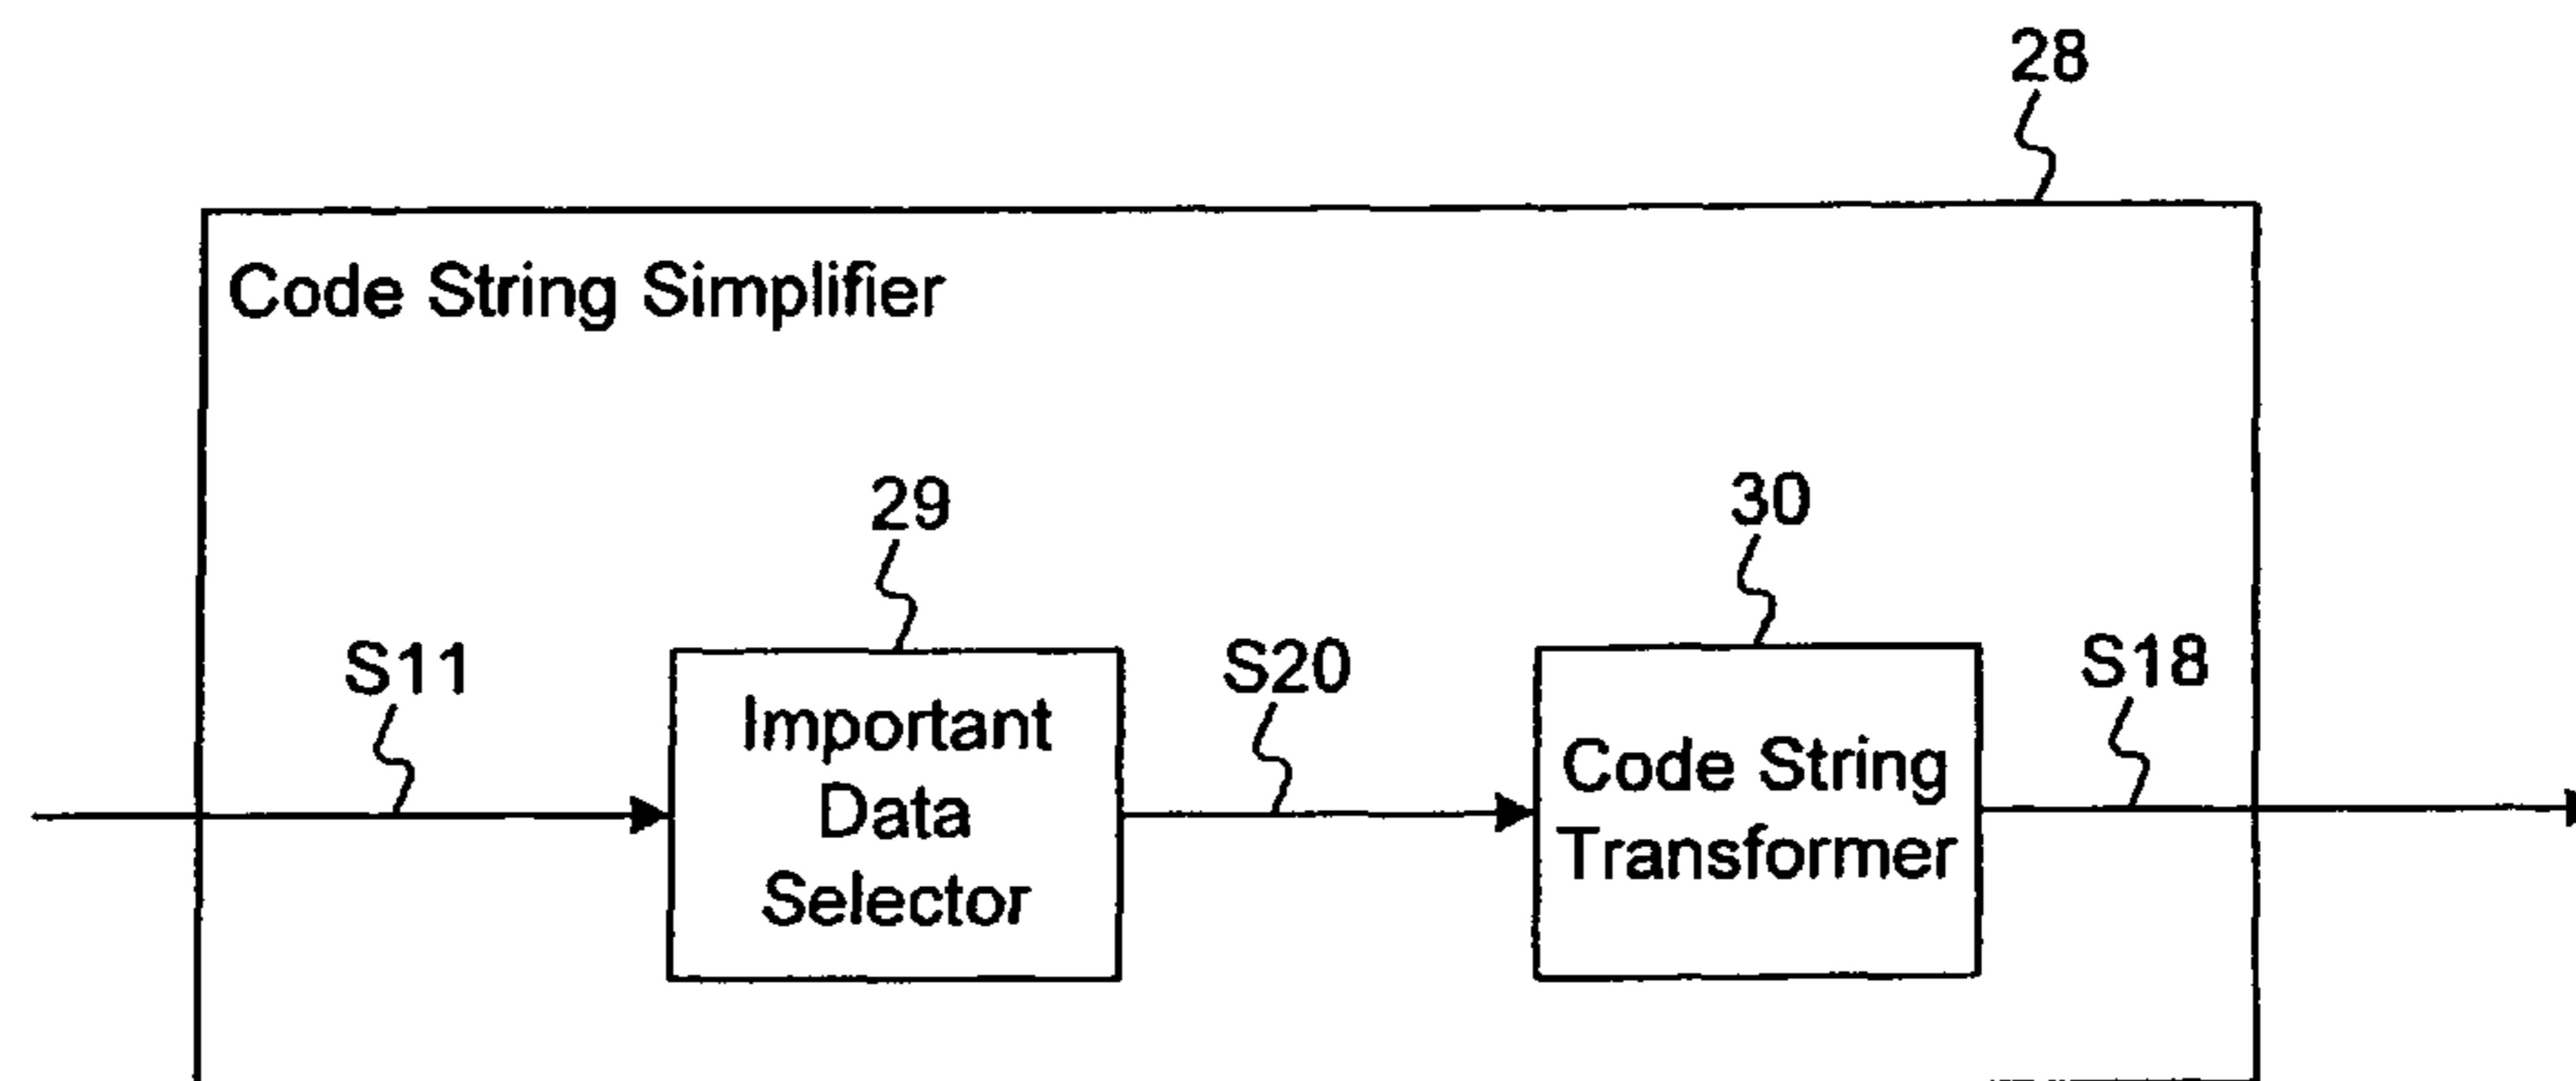 28
Code String Simplifier
29
30
S11
S20
S18
Important
Data
Selector
Code String
Transformer